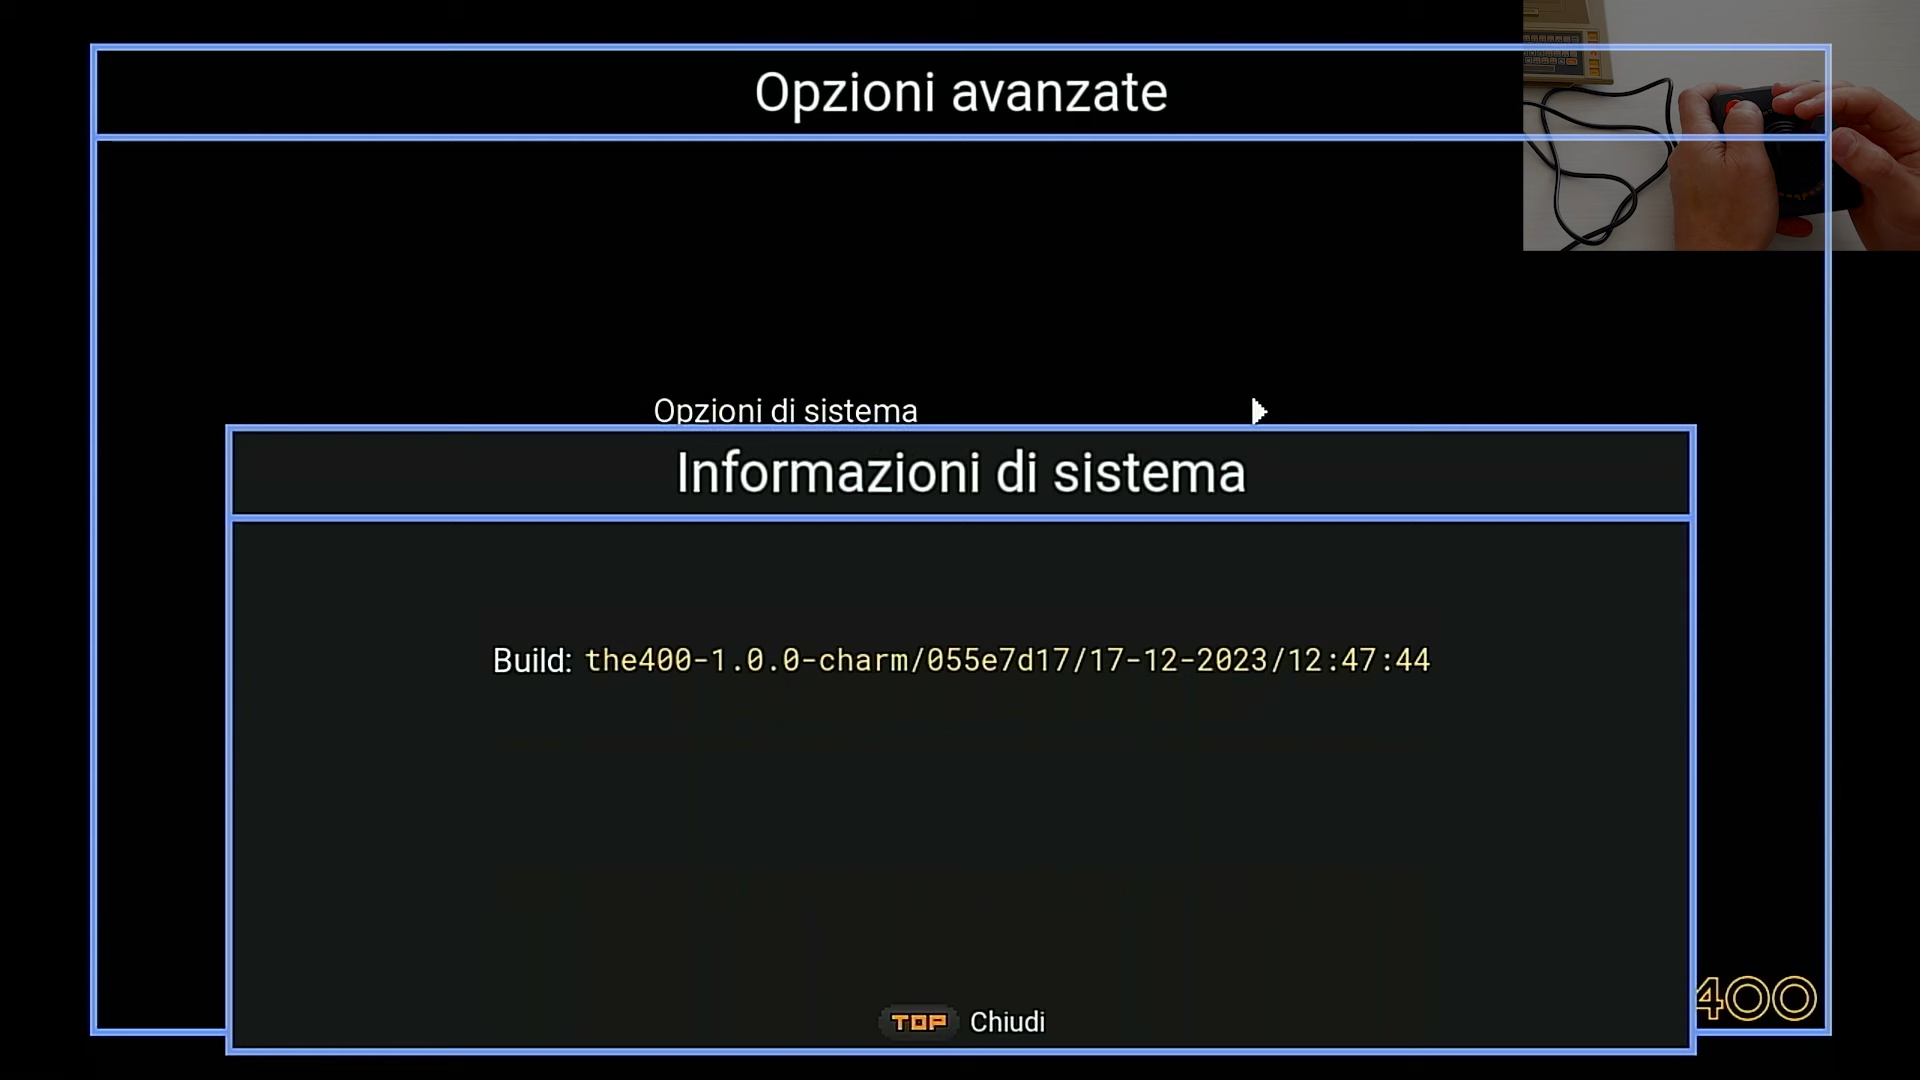 Opzioni avanzate
Opzioni di sistema
Informazioni di sistema
Build: the400-1.0.0-charm/055e7d17/17-12-2023/12:47:44
TOP Chiudi
400